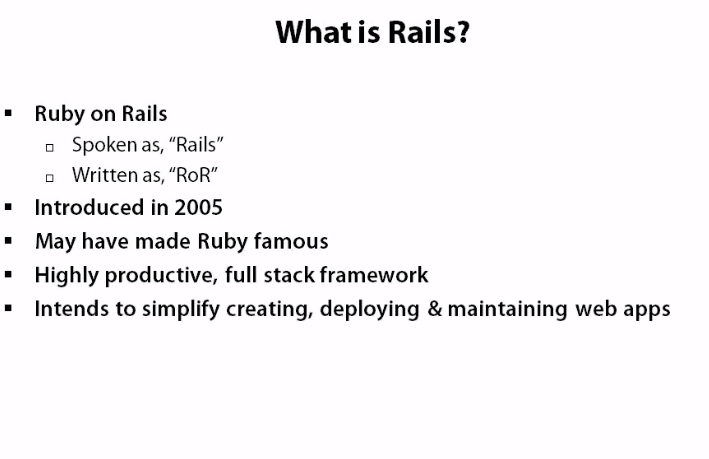 What is Rails?
Ruby on Rails
Spoken as, “Rails”
Written as, “RoR”
Introduced in 2005
May have made Ruby famous
Highly productive, full stack framework
Intends to simplify creating, deploying & maintaining web apps